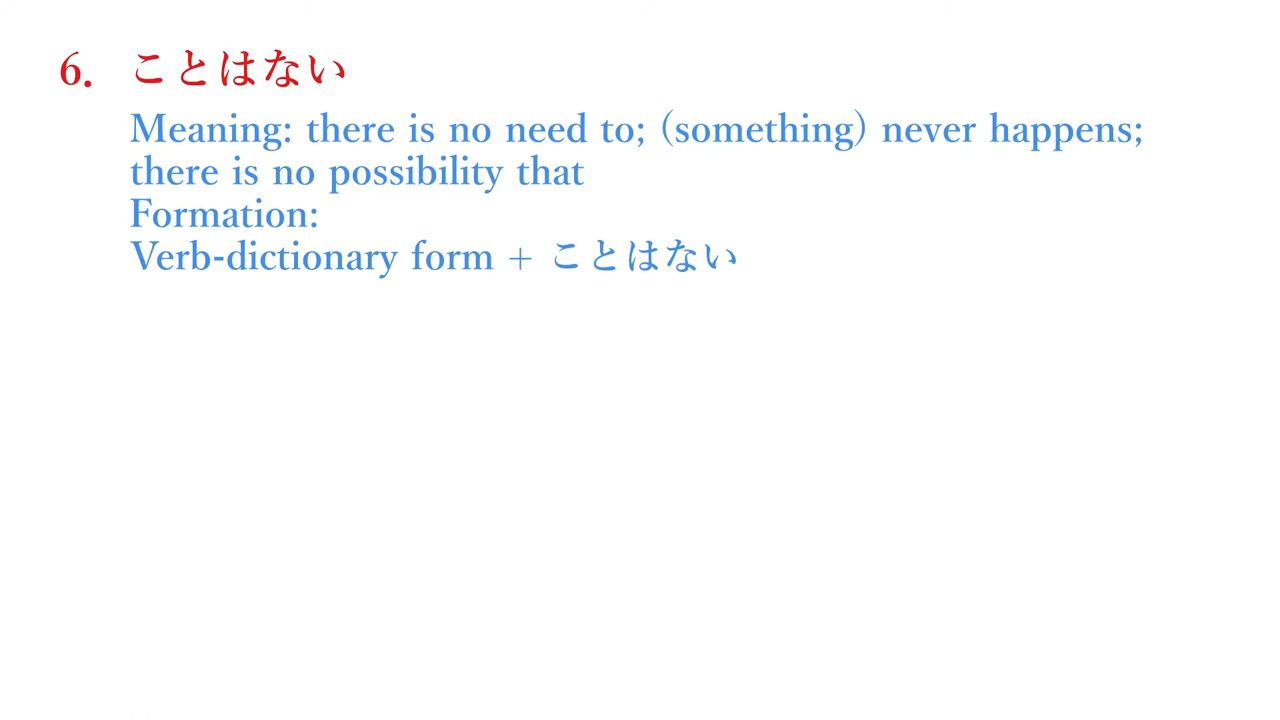 6. ことはない
Meaning: there is no need to; (something) never happens;
there is no possibility that
Formation:
Verb-dictionary form + ことはない